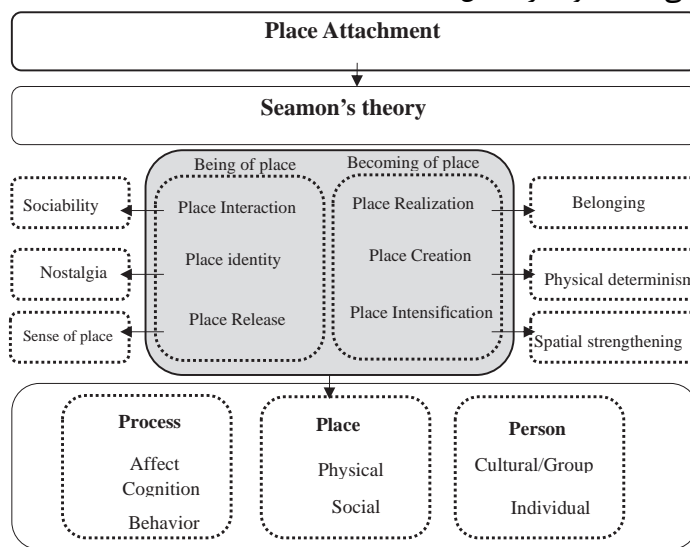 Place Attachment
Seamon's theory
Being of place
Becoming of place
Sociability
Place Interaction
Place Realization
Belonging
Nostalgia
Place identity
Place Creation
Physical determinism
Sense of place
Place Release
Place Intensification
Spatial strengthening
Process
Affect
Cognition
Behavior
Place
Physical
Social
Person
Cultural/Group
Individual